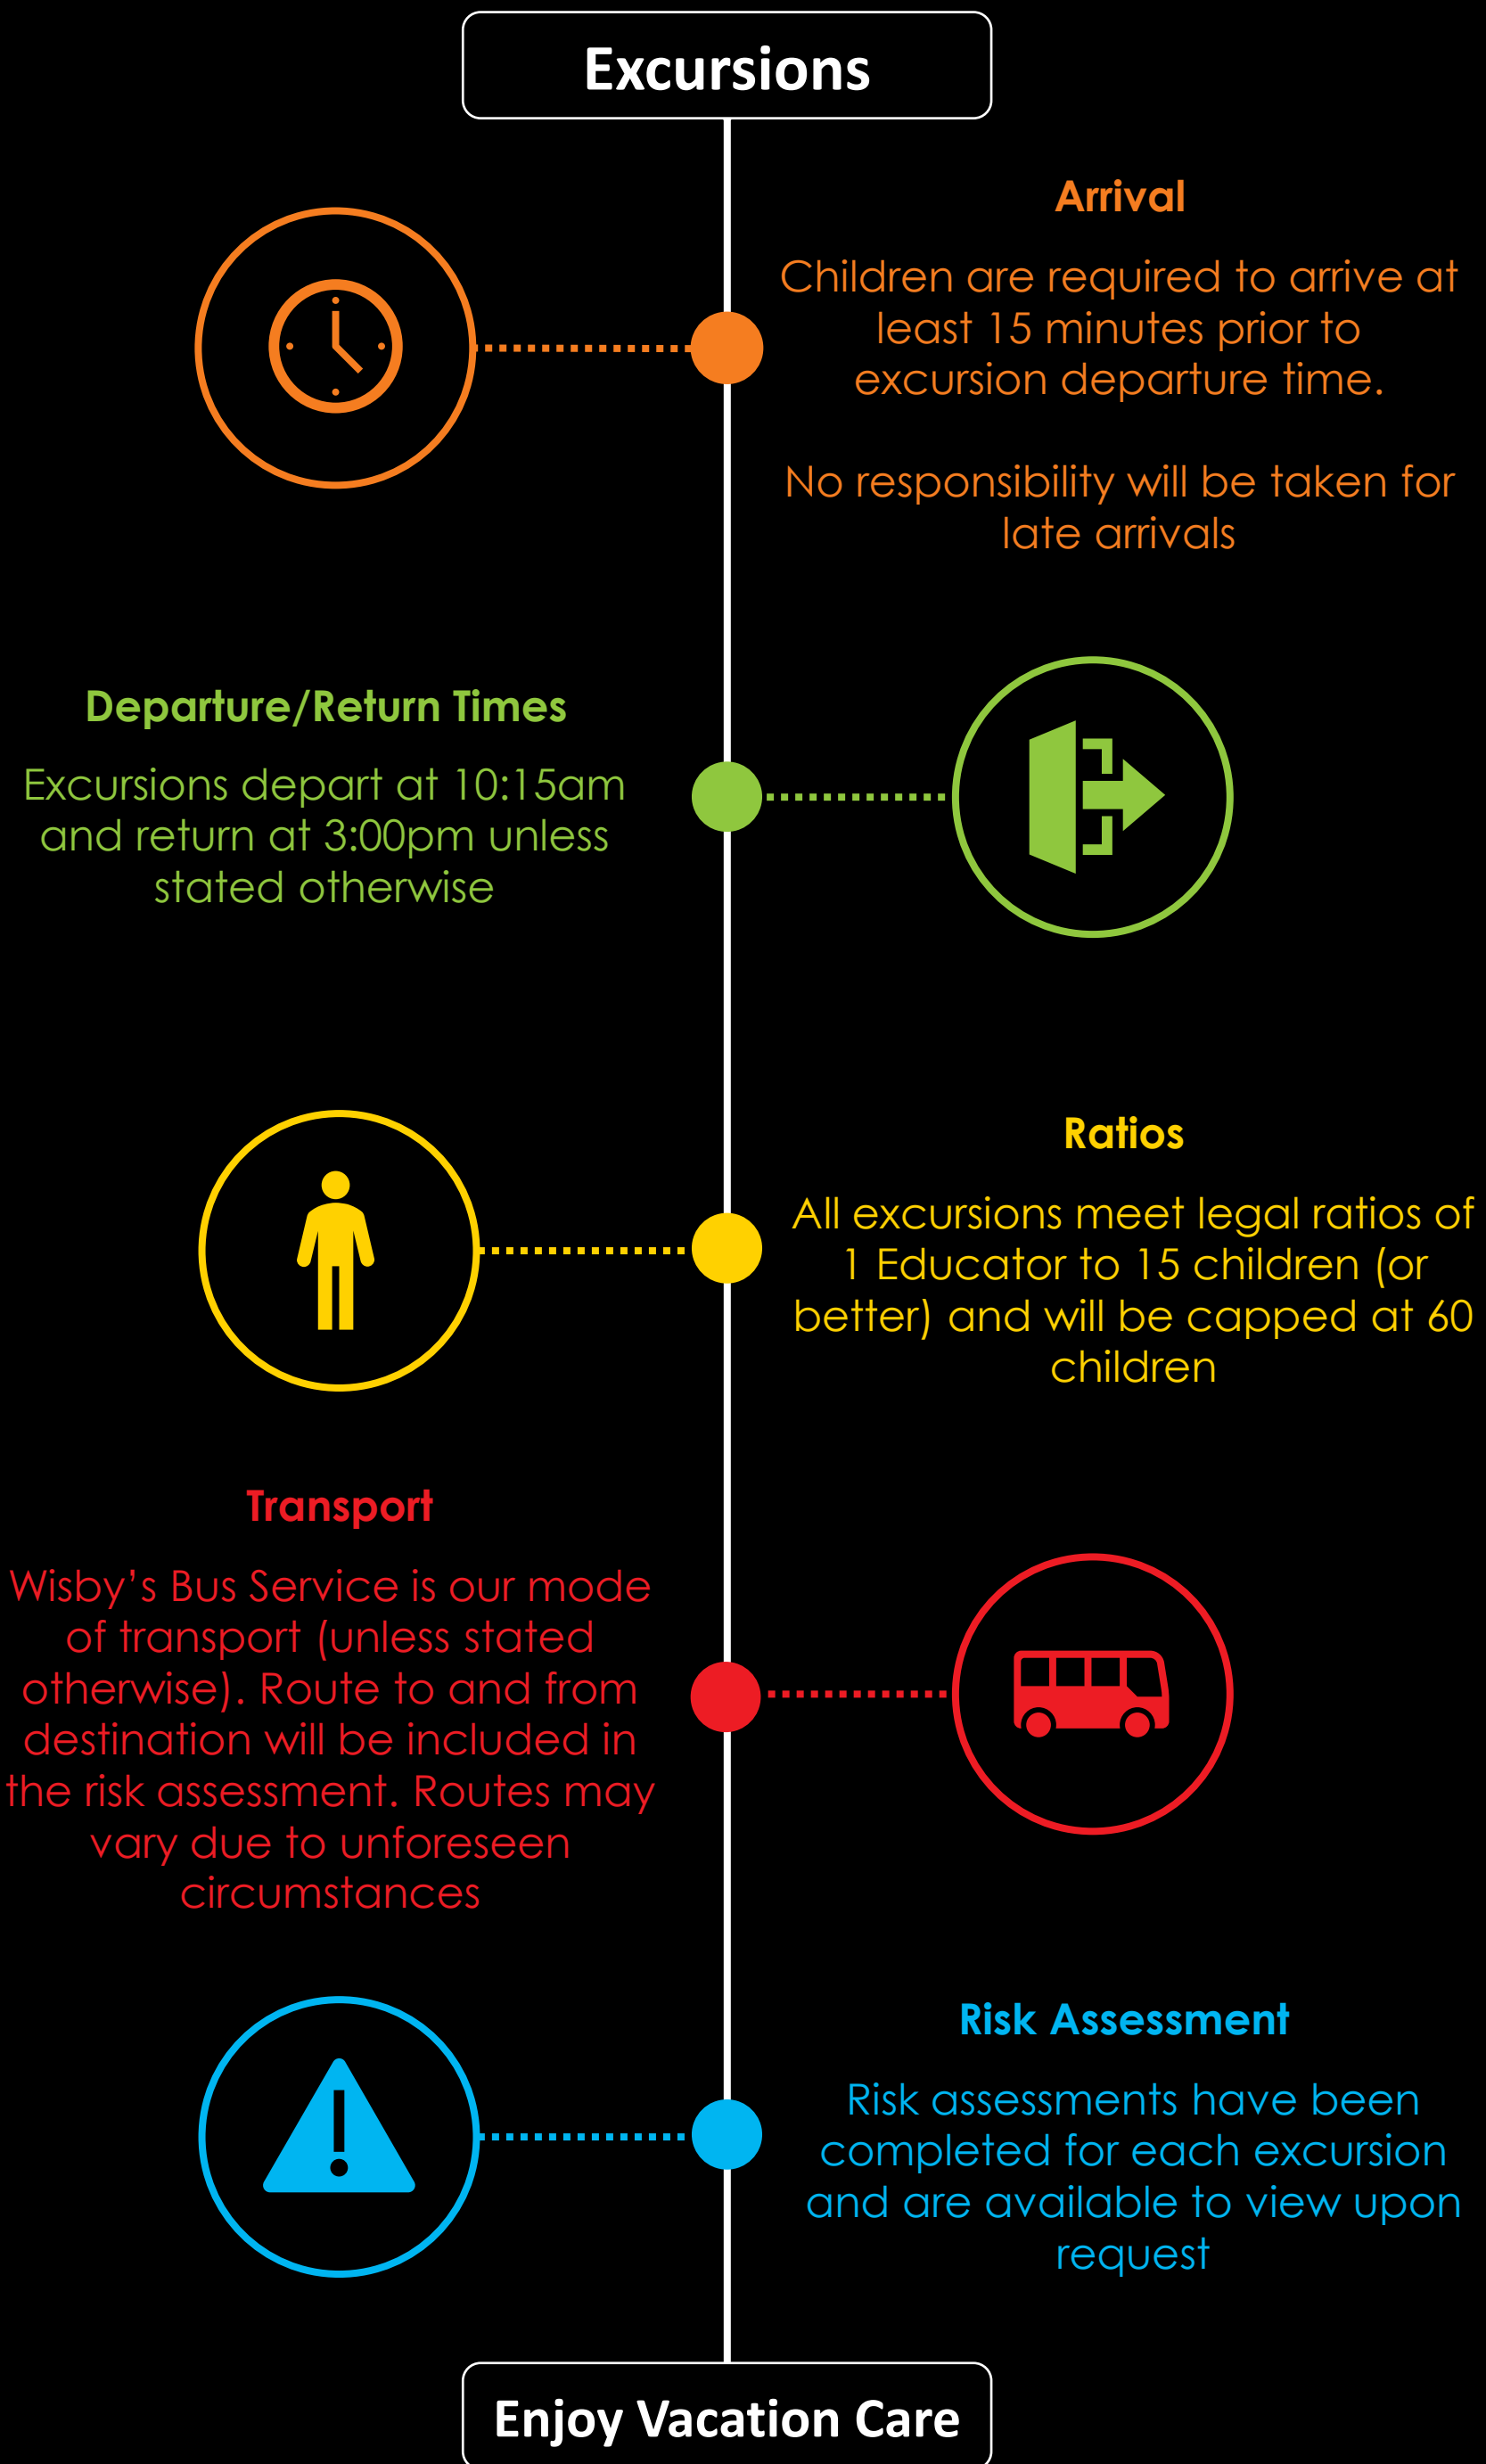 Excursions
Arrival
Children are required to arrive at
least 15 minutes prior to
excursion departure time.
No responsibility will be taken for
late arrivals
Departure/Return Times
Excursions depart at 10:15am
and return at 3:00pm unless
stated otherwise
Ratios
All excursions meet legal ratios of
1 Educator to 15 children (or
better) and will be capped at 60
children
Transport
Wisby’s Bus Service is our mode
of transport (unless stated
otherwise). Route to and from
destination will be included in
the risk assessment. Routes may
vary due to unforeseen
circumstances
Risk Assessment
Risk assessments have been
completed for each excursion
and are available to view upon
request
Enjoy Vacation Care